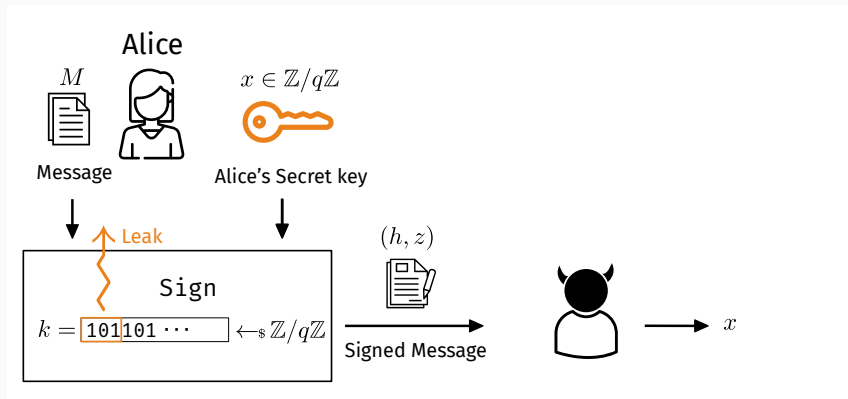 Alice
M
x ∈ ℤ/qℤ
Message
Alice's Secret key
Leak
(h, z)
Sign
k = 101101 ··· ←$ ℤ/qℤ
x
Signed Message